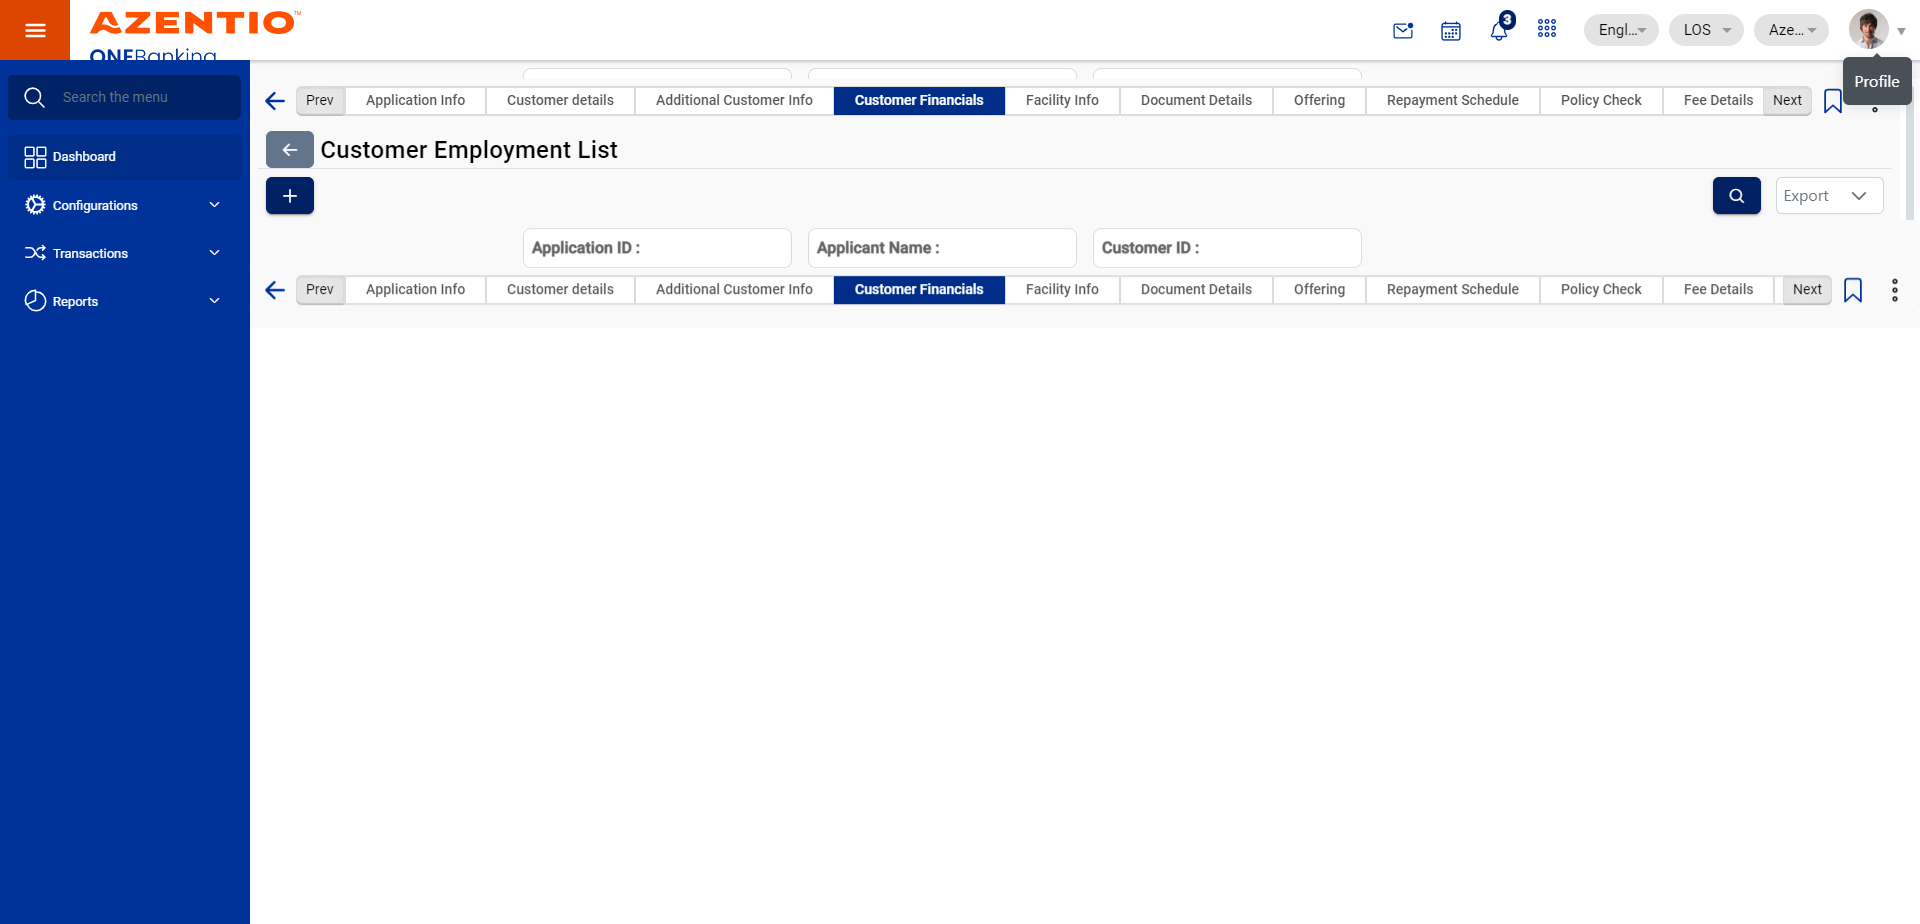 AZENTIO™
ONEBanking
3
Engl...
LOS
Aze...
Profile
Search the menu
Dashboard
Configurations
Transactions
Reports
Prev
Application Info
Customer details
Additional Customer Info
Customer Financials
Facility Info
Document Details
Offering
Repayment Schedule
Policy Check
Fee Details
Next
Customer Employment List
Export
Application ID :
Applicant Name :
Customer ID :
Prev
Application Info
Customer details
Additional Customer Info
Customer Financials
Facility Info
Document Details
Offering
Repayment Schedule
Policy Check
Fee Details
Next